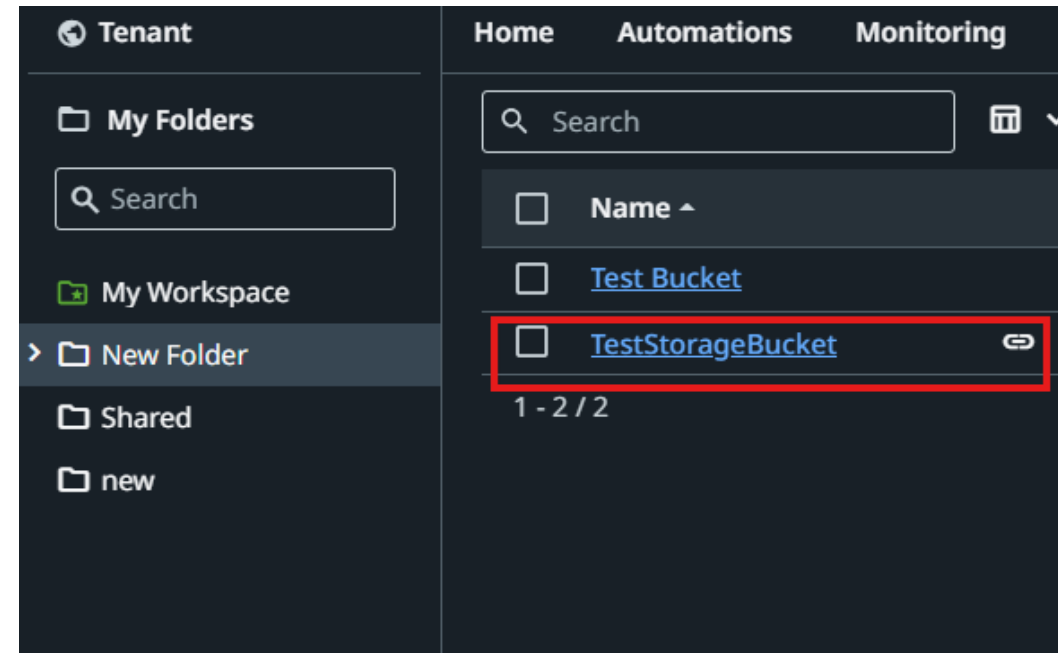 Tenant
My Folders
Search
My Workspace
New Folder
Shared
new
Home Automations Monitoring
Search
Name
Test Bucket
TestStorageBucket
1 - 2 / 2